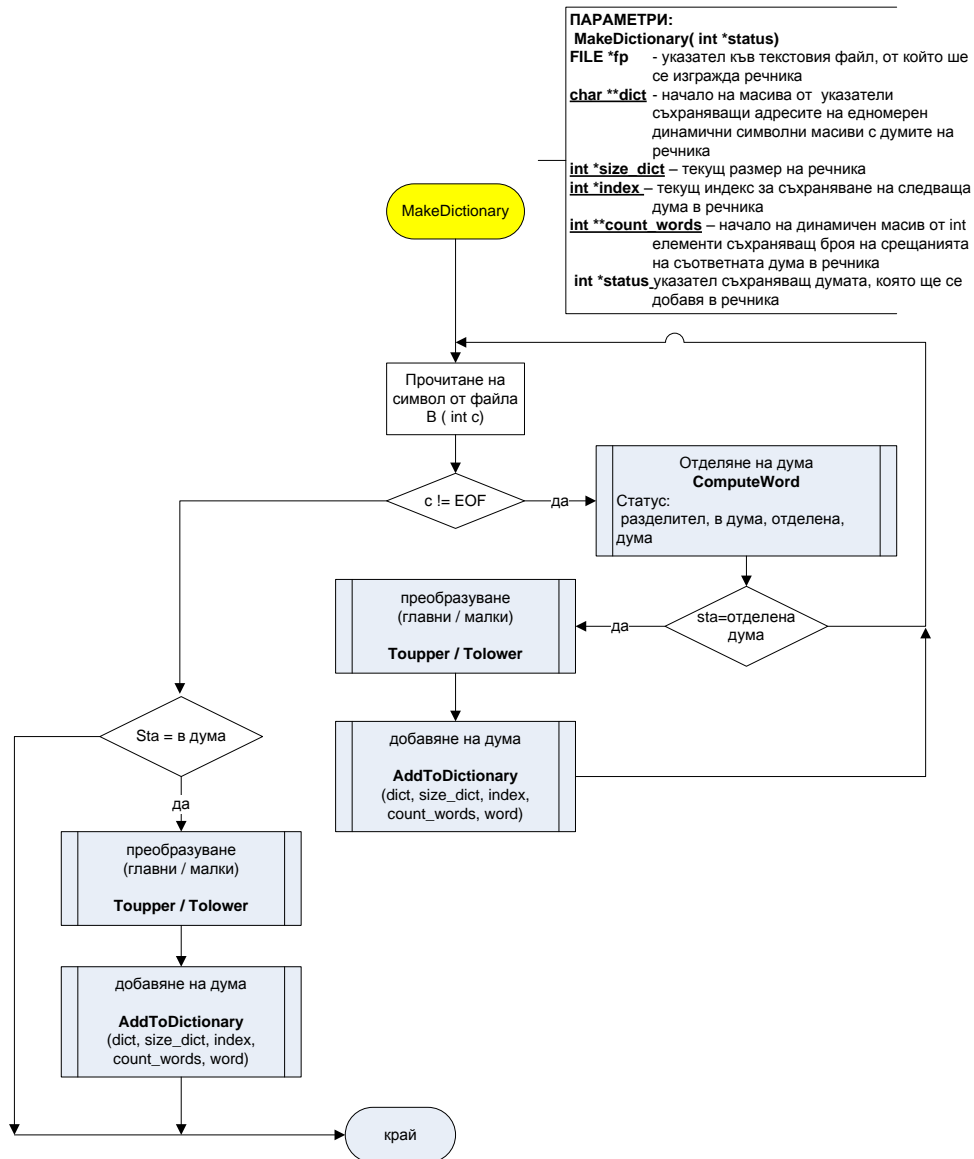 ПАРАМЕТРИ:
MakeDictionary( int *status)
FILE *fp - указател към текстовия файл, от който ше
се изгражда речника
char **dict - начало на масива от указатели
съхраняващи адресите на едномерен
динамични символни масиви с думите на
речника
int *size_dict – текущ размер на речника
int *index – текущ индекс за съхраняване на следваща
дума в речника
int **count_words – начало на динамичен масив от int
елементи съхраняващ броя на срещанията
на съответната дума в речника
int *status указател съхраняващ думата, която ще се
добавя в речника
MakeDictionary
Прочитане на
символ от файла
В ( int c)
c != EOF
да
Отделяне на дума
ComputeWord
Статус:
разделител, в дума, отделена,
дума
sta=отделена
дума
да
преобразуване
(главни / малки)
Toupper / Tolower
добавяне на дума
AddToDictionary
(dict, size_dict, index,
count_words, word)
Sta = в дума
да
преобразуване
(главни / малки)
Toupper / Tolower
добавяне на дума
AddToDictionary
(dict, size_dict, index,
count_words, word)
край